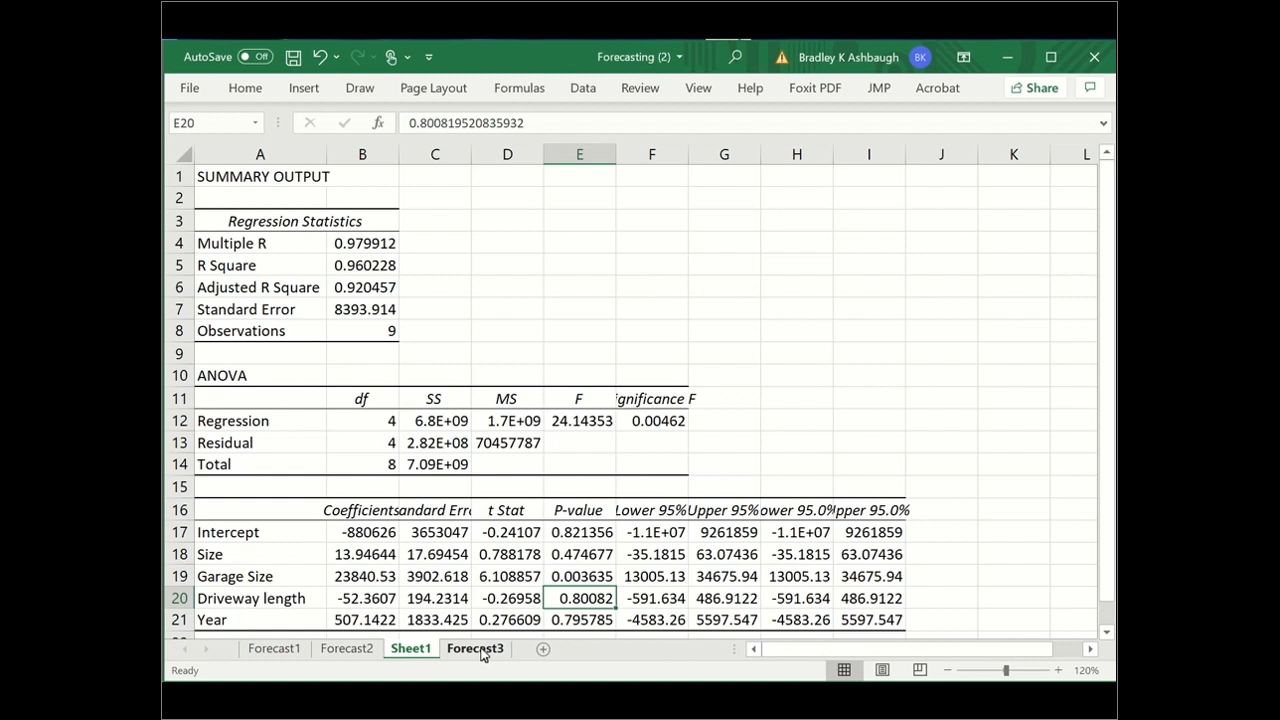 AutoSave Off Forecasting (2) Bradley K Ashbaugh BK
File Home Insert Draw Page Layout Formulas Data Review View Help Foxit PDF JMP Acrobat Share
E20 fx 0.800819520835932
A B C D E F G H I J K L
1 SUMMARY OUTPUT
2
3 Regression Statistics
4 Multiple R 0.979912
5 R Square 0.960228
6 Adjusted R Square 0.920457
7 Standard Error 8393.914
8 Observations 9
9
10 ANOVA
11 df SS MS F ignificance F
12 Regression 4 6.8E+09 1.7E+09 24.14353 0.00462
13 Residual 4 2.82E+08 70457787
14 Total 8 7.09E+09
15
16 Coefficients andard Erro t Stat P-value Lower 95% Upper 95% ower 95.0% pper 95.0%
17 Intercept -880626 3653047 -0.24107 0.821356 -1.1E+07 9261859 -1.1E+07 9261859
18 Size 13.94644 17.69454 0.788178 0.474677 -35.1815 63.07436 -35.1815 63.07436
19 Garage Size 23840.53 3902.618 6.108857 0.003635 13005.13 34675.94 13005.13 34675.94
20 Driveway length -52.3607 194.2314 -0.26958 0.80082 -591.634 486.9122 -591.634 486.9122
21 Year 507.1422 1833.425 0.276609 0.795785 -4583.26 5597.547 -4583.26 5597.547
Forecast1 Forecast2 Sheet1 Forecast3
Ready 120%